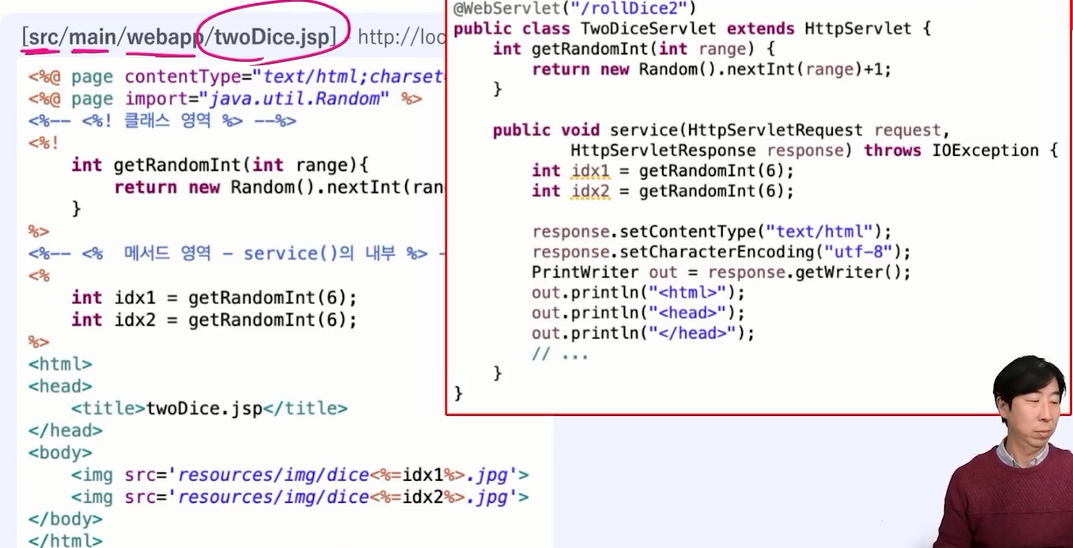 [src/main/webapp/twoDice.jsp] - http://loc
<%@ page contentType="text/html;charset=
<%@ page import="java.util.Random" %>
<%-- <%! 클래스 영역 %> --%>
<%!
    int getRandomInt(int range){
        return new Random().nextInt(ran
    }
%>
<%-- <%  메서드 영역 - service()의 내부 %> -
<%
    int idx1 = getRandomInt(6);
    int idx2 = getRandomInt(6);
%>
<html>
<head>
    <title>twoDice.jsp</title>
</head>
<body>
    <img src='resources/img/dice<%=idx1%>.jpg'>
    <img src='resources/img/dice<%=idx2%>.jpg'>
</body>
</html>
@WebServlet("/rollDice2")
public class TwoDiceServlet extends HttpServlet {
    int getRandomInt(int range) {
        return new Random().nextInt(range)+1;
    }
    public void service(HttpServletRequest request,
            HttpServletResponse response) throws IOException {
        int idx1 = getRandomInt(6);
        int idx2 = getRandomInt(6);
        response.setContentType("text/html");
        response.setCharacterEncoding("utf-8");
        PrintWriter out = response.getWriter();
        out.println("<html>");
        out.println("<head>");
        out.println("</head>");
        // ...
    }
}